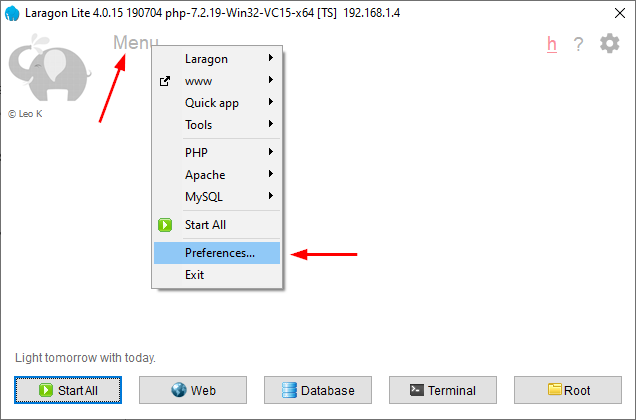 Laragon Lite 4.0.15 190704 php-7.2.19-Win32-VC15-x64 [TS] 192.168.1.4
Menu
h ?
© Leo K
Laragon
www
Quick app
Tools
PHP
Apache
MySQL
Start All
Preferences...
Exit
Light tomorrow with today.
Start All Web Database Terminal Root